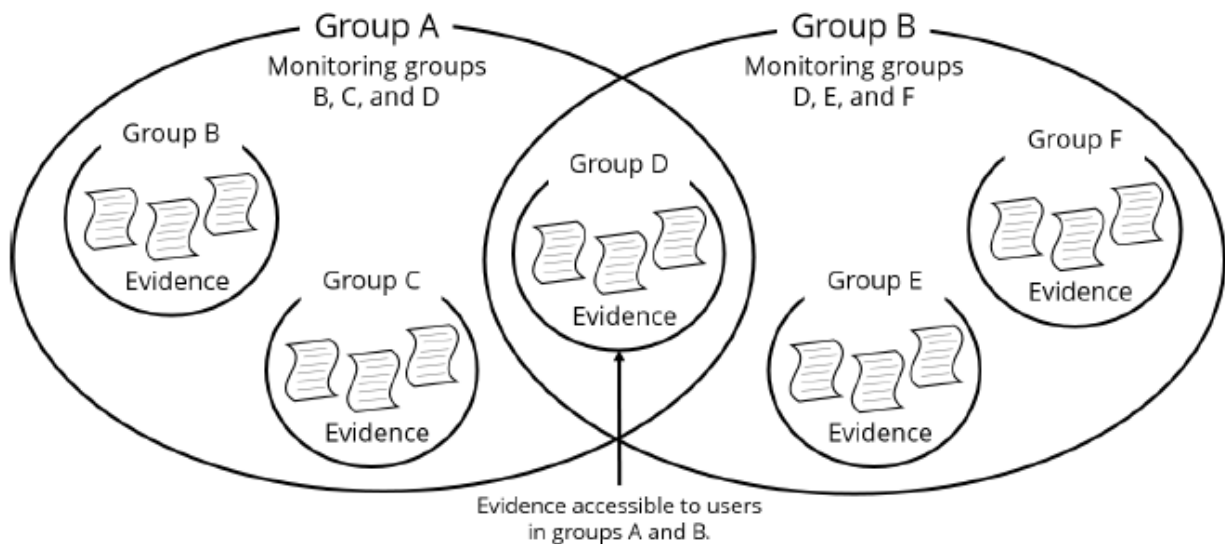 Group A
Monitoring groups
B, C, and D
Group B
Monitoring groups
D, E, and F
Group B
Evidence
Group C
Evidence
Group D
Evidence
Group E
Evidence
Group F
Evidence
Evidence accessible to users
in groups A and B.